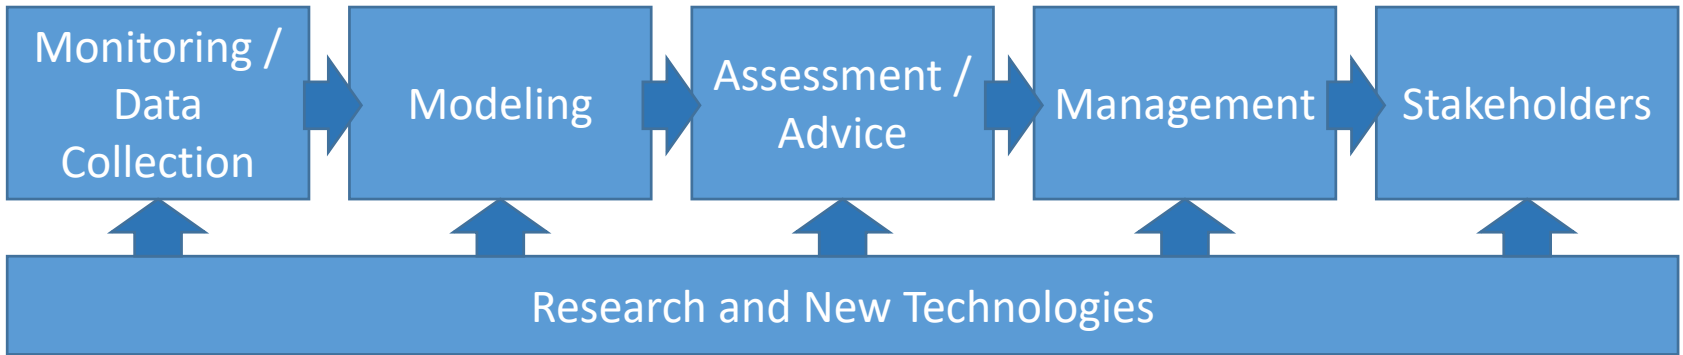 Monitoring /
Data
Collection
Modeling
Assessment /
Advice
Management
Stakeholders
Research and New Technologies